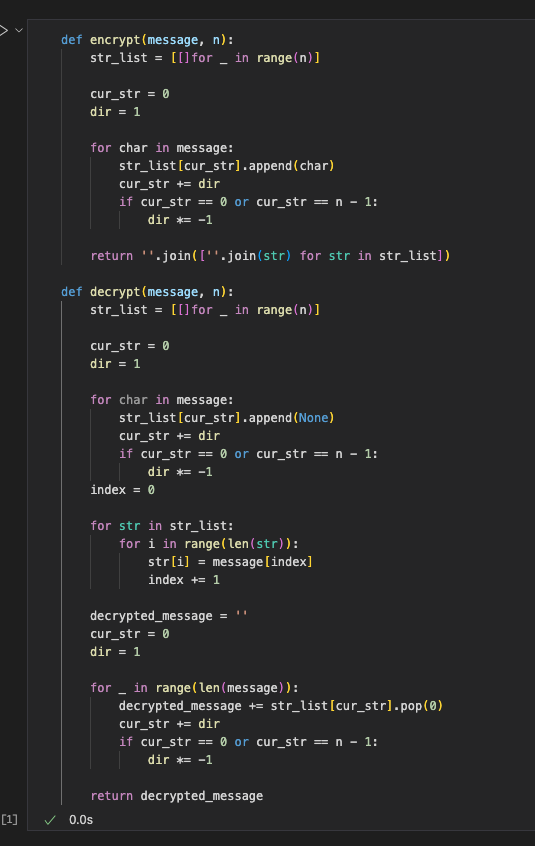 def encrypt(message, n):
    str_list = [[]for _ in range(n)]

    cur_str = 0
    dir = 1

    for char in message:
        str_list[cur_str].append(char)
        cur_str += dir
        if cur_str == 0 or cur_str == n - 1:
            dir *= -1

    return ''.join([''.join(str) for str in str_list])

def decrypt(message, n):
    str_list = [[]for _ in range(n)]

    cur_str = 0
    dir = 1

    for char in message:
        str_list[cur_str].append(None)
        cur_str += dir
        if cur_str == 0 or cur_str == n - 1:
            dir *= -1
    index = 0

    for str in str_list:
        for i in range(len(str)):
            str[i] = message[index]
            index += 1

    decrypted_message = ''
    cur_str = 0
    dir = 1

    for _ in range(len(message)):
        decrypted_message += str_list[cur_str].pop(0)
        cur_str += dir
        if cur_str == 0 or cur_str == n - 1:
            dir *= -1

    return decrypted_message
[1] ✓ 0.0s